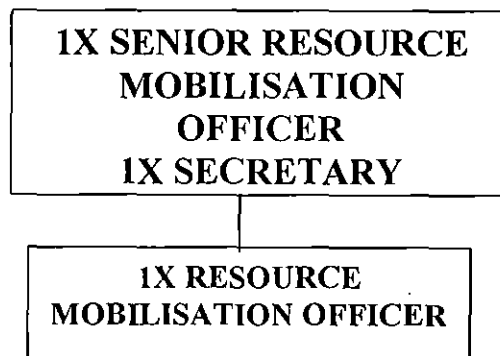 1X SENIOR RESOURCE
MOBILISATION
OFFICER
1X SECRETARY
1X RESOURCE
MOBILISATION OFFICER